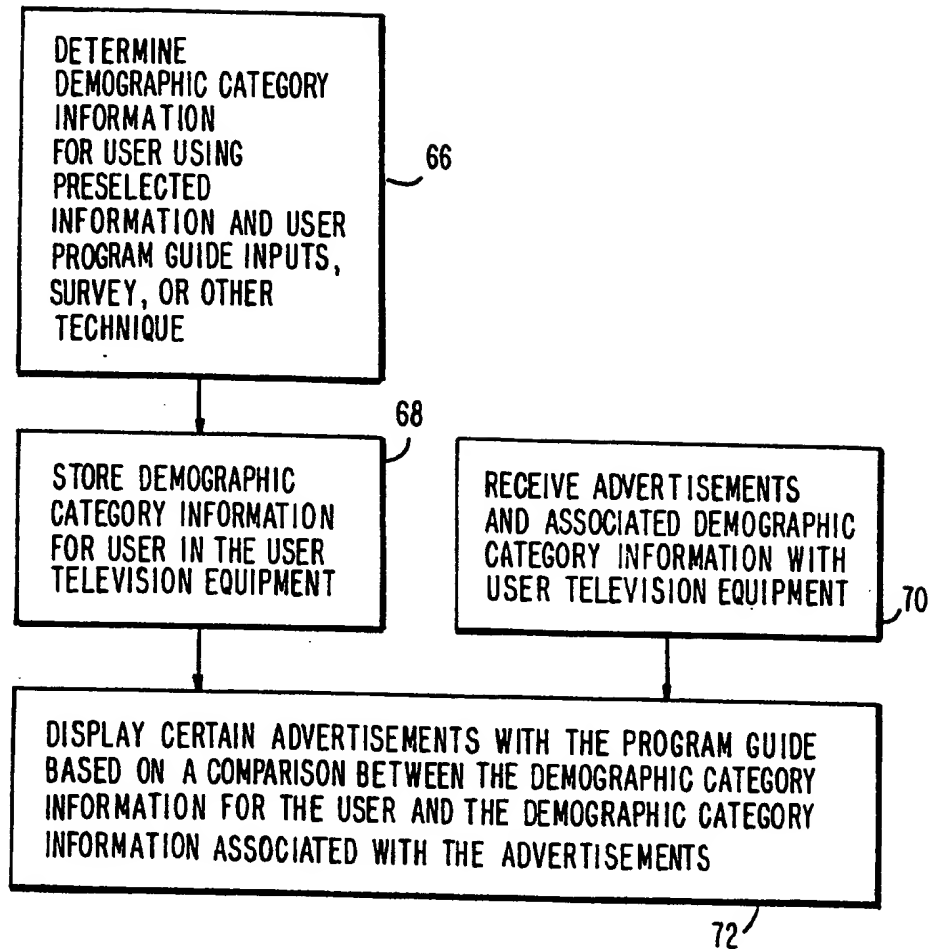 DETERMINE
DEMOGRAPHIC CATEGORY
INFORMATION
FOR USER USING
PRESELECTED
INFORMATION AND USER
PROGRAM GUIDE INPUTS,
SURVEY, OR OTHER
TECHNIQUE
66
68
STORE DEMOGRAPHIC
CATEGORY INFORMATION
FOR USER IN THE USER
TELEVISION EQUIPMENT
RECEIVE ADVERTISEMENTS
AND ASSOCIATED DEMOGRAPHIC
CATEGORY INFORMATION WITH
USER TELEVISION EQUIPMENT
70
DISPLAY CERTAIN ADVERTISEMENTS WITH THE PROGRAM GUIDE
BASED ON A COMPARISON BETWEEN THE DEMOGRAPHIC CATEGORY
INFORMATION FOR THE USER AND THE DEMOGRAPHIC CATEGORY
INFORMATION ASSOCIATED WITH THE ADVERTISEMENTS
72